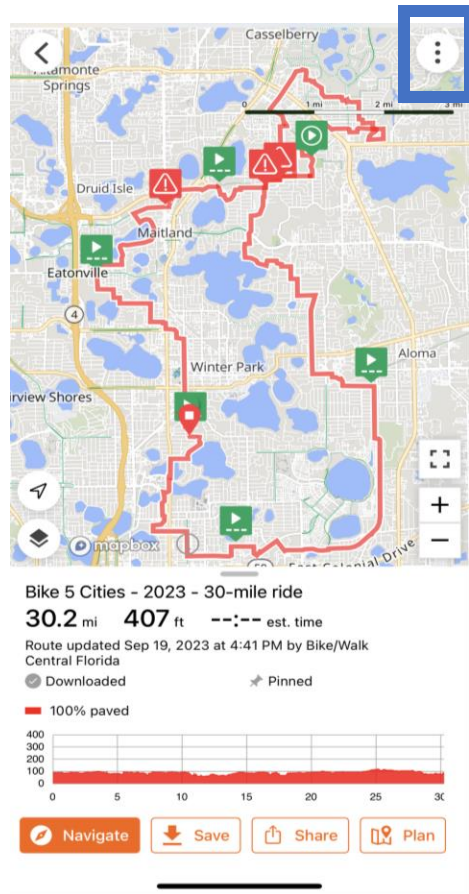 Casselberry
Altamonte
Springs
0 1 mi 2 mi 3 mi
Druid Isle
Maitland
Eatonville
4
Winter Park
Aloma
rview Shores
mapbox
East Colonial Drive
Bike 5 Cities - 2023 - 30-mile ride
30.2 mi 407 ft --:-- est. time
Route updated Sep 19, 2023 at 4:41 PM by Bike/Walk
Central Florida
Downloaded Pinned
100% paved
400
300
200
100
0
0 5 10 15 20 25 30
Navigate Save Share Plan